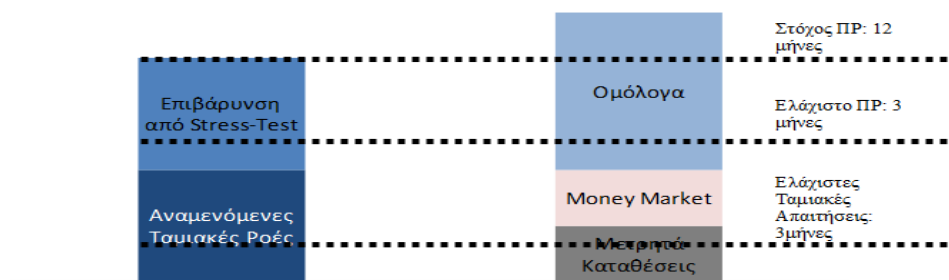 Επιβάρυνση
από Stress-Test
Αναμενόμενες
Ταμιακές Ροές
Ομόλογα
Money Market
Μετρητά
Καταθέσεις
Στόχος ΠΡ: 12
μήνες
Ελάχιστο ΠΡ: 3
μήνες
Ελάχιστες
Ταμιακές
Απαιτήσεις:
3μήνες